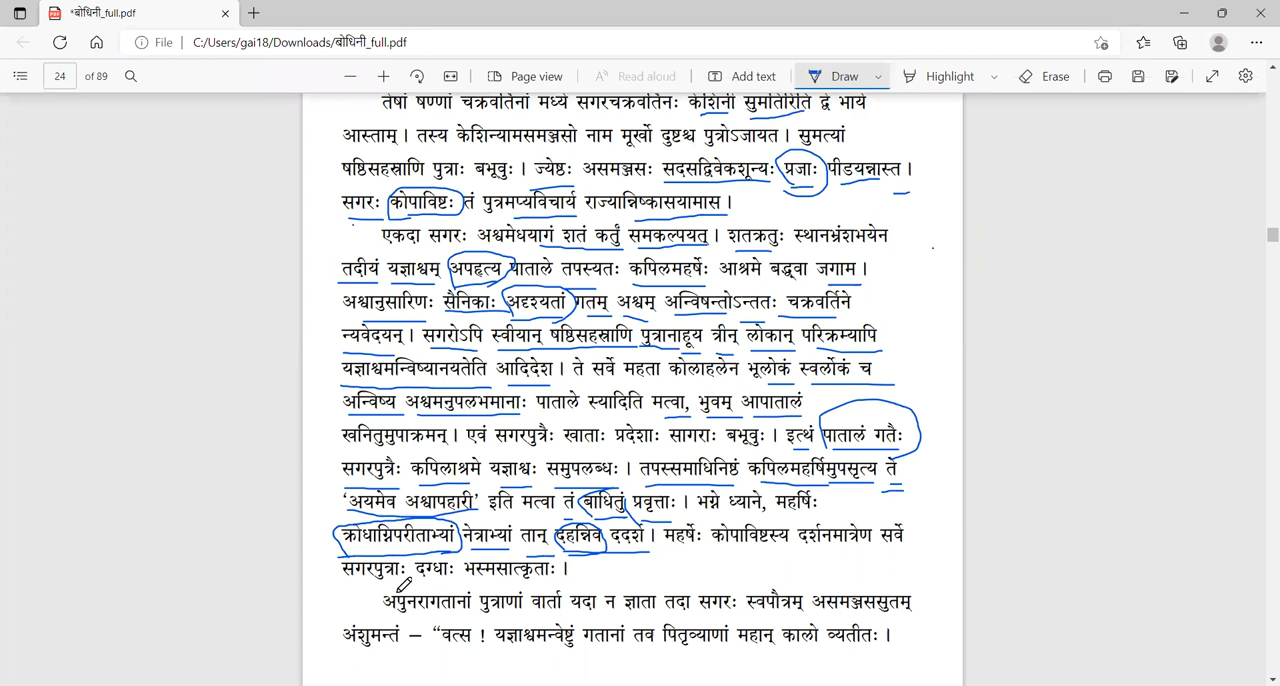 *बोधिनी_full.pdf
File C:/Users/gai18/Downloads/बोधिनी_full.pdf
24 of 89 Page view Read aloud Add text Draw Highlight Erase
तेषां षण्णां चक्रवर्तिनां मध्ये सगरचक्रवर्तिनः केशिनी सुमतिरिति द्वे भार्ये
आस्ताम् । तस्य केशिन्यामसमञ्जसो नाम मूर्खो दुष्टश्च पुत्रोऽजायत । सुमत्यां
षष्ठिसहस्राणि पुत्राः बभूवुः । ज्येष्ठः असमञ्जसः सदसद्विवेकशून्यः प्रजाः पीडयन्नास्त ।
सगरः कोपाविष्टः तं पुत्रमप्यविचार्य राज्यान्निष्कासयामास ।
एकदा सगरः अश्वमेधयागं शतं कर्तुं समकल्पयत् । शतक्रतुः स्थानभ्रंशभयेन
तदीयं यज्ञाश्वम् अपहृत्य पाताले तपस्यतः कपिलमहर्षेः आश्रमे बद्ध्वा जगाम ।
अश्वानुसारिणः सैनिकाः अदृश्यतां गतम् अश्वम् अन्विषन्तोऽन्ततः चक्रवर्तिने
न्यवेदयन् । सगरोऽपि स्वीयान् षष्ठिसहस्राणि पुत्रानाहूय त्रीन् लोकान् परिक्रम्यापि
यज्ञाश्वमन्विष्यानयतेति आदिदेश । ते सर्वे महता कोलाहलेन भूलोकं स्वर्लोकं च
अन्विष्य अश्वमनुपलभमानाः पाताले स्यादिति मत्वा, भुवम् आपातालं
खनितुमुपाक्रमन् । एवं सगरपुत्रैः खाताः प्रदेशाः सागराः बभूवुः । इत्थं पातालं गतैः
सगरपुत्रैः कपिलाश्रमे यज्ञाश्वः समुपलब्धः । तपस्समाधिनिष्ठं कपिलमहर्षिमुपसृत्य ते
‘अयमेव अश्वापहारी’ इति मत्वा तं बाधितुं प्रवृत्ताः । भग्ने ध्याने, महर्षिः
क्रोधाग्निपरीताभ्यां नेत्राभ्यां तान् दहन्निव ददर्श । महर्षेः कोपाविष्टस्य दर्शनमात्रेण सर्वे
सगरपुत्राः दग्धाः भस्मसात्कृताः ।
अपुनरागतानां पुत्राणां वार्ता यदा न ज्ञाता तदा सगरः स्वपौत्रम् असमञ्जससुतम्
अंशुमन्तं – “वत्स ! यज्ञाश्वमन्वेष्टुं गतानां तव पितृव्याणां महान् कालो व्यतीतः ।